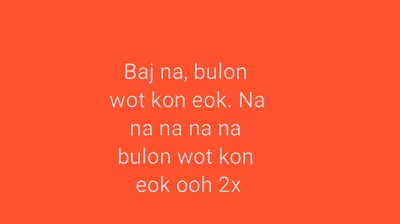 Baj na, bulon
wot kon eok. Na
na na na na
bulon wot kon
eok ooh 2x